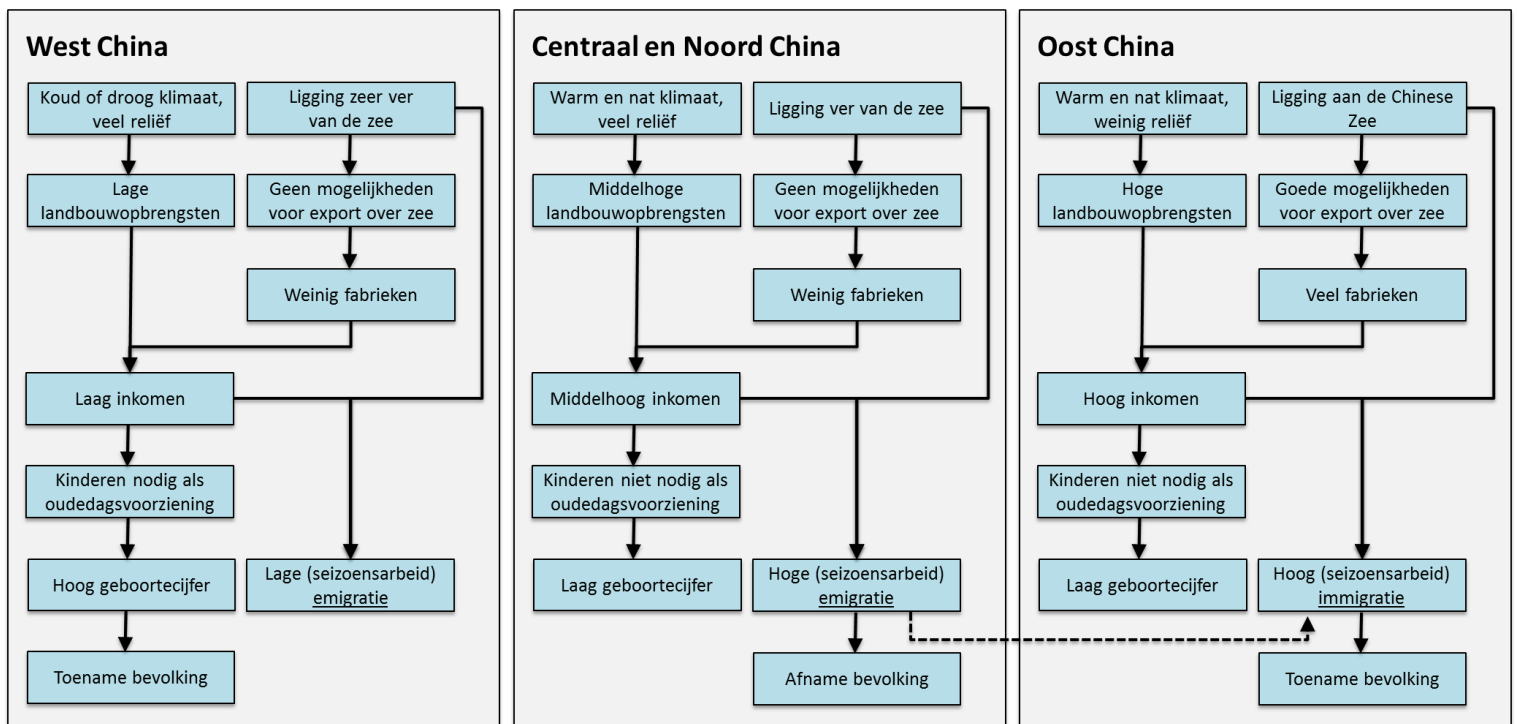 West China
Koud of droog klimaat,
veel reliëf
Ligging zeer ver
van de zee
Lage
landbouwopbrengsten
Geen mogelijkheden
voor export over zee
Weinig fabrieken
Laag inkomen
Kinderen nodig als
oudedagsvoorziening
Hoog geboortecijfer
Lage (seizoensarbeid)
emigratie
Toename bevolking
Centraal en Noord China
Warm en nat klimaat,
veel reliëf
Ligging ver van de zee
Middelhoge
landbouwopbrengsten
Geen mogelijkheden
voor export over zee
Weinig fabrieken
Middelhoog inkomen
Kinderen niet nodig als
oudedagsvoorziening
Laag geboortecijfer
Hoge (seizoensarbeid)
emigratie
Afname bevolking
Oost China
Warm en nat klimaat,
weinig reliëf
Ligging aan de Chinese
Zee
Hoge
landbouwopbrengsten
Goede mogelijkheden
voor export over zee
Veel fabrieken
Hoog inkomen
Kinderen niet nodig als
oudedagsvoorziening
Laag geboortecijfer
Hoog (seizoensarbeid)
immigratie
Toename bevolking